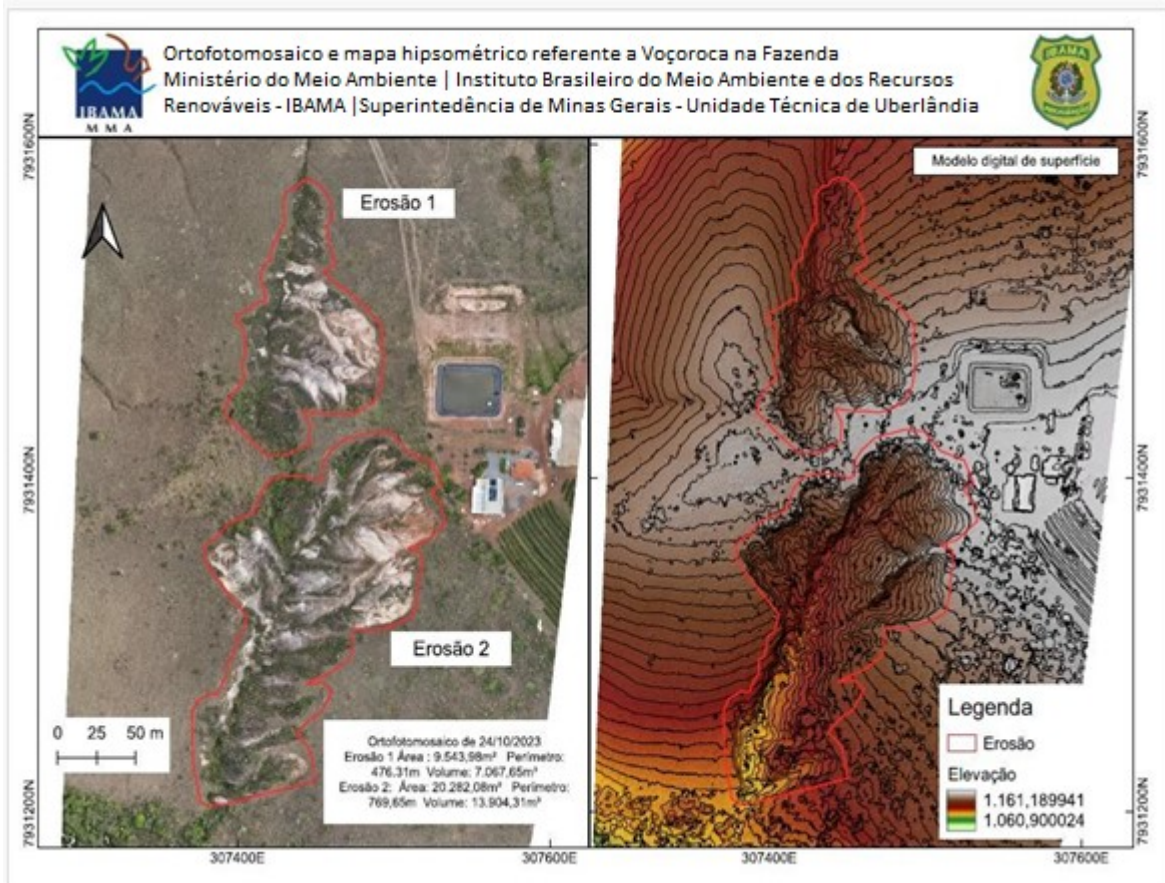 Ortofotomosaico e mapa hipsométrico referente a Voçoroca na Fazenda
Ministério do Meio Ambiente | Instituto Brasileiro do Meio Ambiente e dos Recursos
Renováveis - IBAMA |Superintedência de Minas Gerais - Unidade Técnica de Uberlândia
IBAMA
M M A
IBAMA
7931600N
7931400N
7931200N
Erosão 1
Erosão 2
0 25 50 m
Ortofotomosaico de 24/10/2023
Erosão 1 Área : 9.543,98m² Perímetro:
476.31m Volume: 7.067,65m³
Erosão 2: Área: 20.282,08m² Perímetro:
769,65m Volume: 13.904,31m³
307400E
307600E
Modelo digital de superfície
Legenda
Erosão
Elevação
1.161,189941
1.060,900024
307400E
307600E
7931600N
7931400N
7931200N